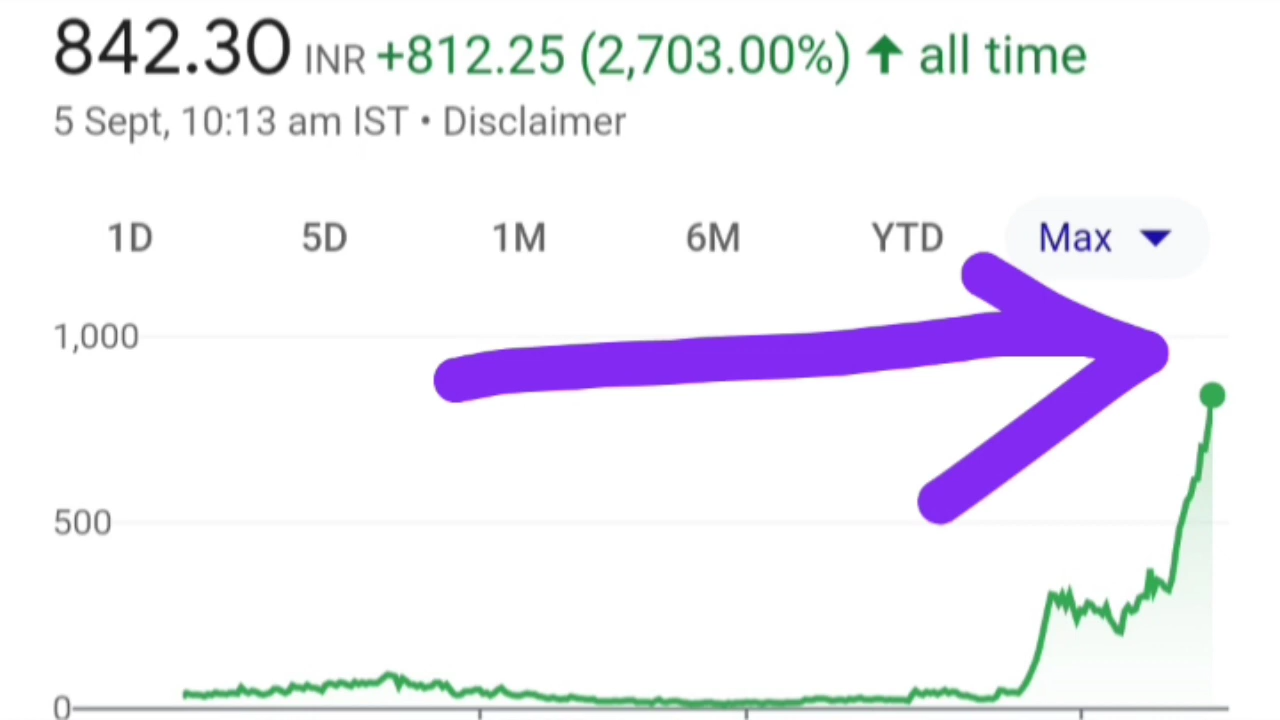 842.30 INR +812.25 (2,703.00%) ↑ all time
5 Sept, 10:13 am IST • Disclaimer
1D 5D 1M 6M YTD Max
1,000
500
0